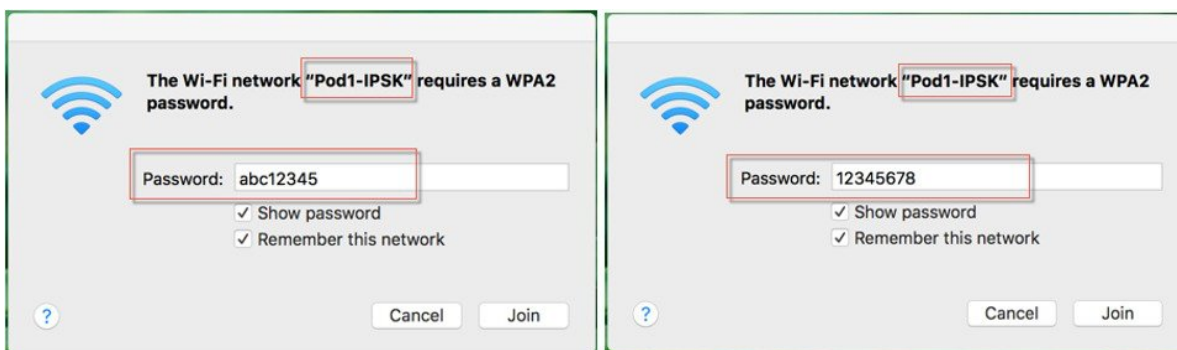 The Wi-Fi network “Pod1-IPSK” requires a WPA2
password.
Password: abc12345
✓ Show password
✓ Remember this network
? Cancel Join
The Wi-Fi network “Pod1-IPSK” requires a WPA2
password.
Password: 12345678
✓ Show password
✓ Remember this network
? Cancel Join